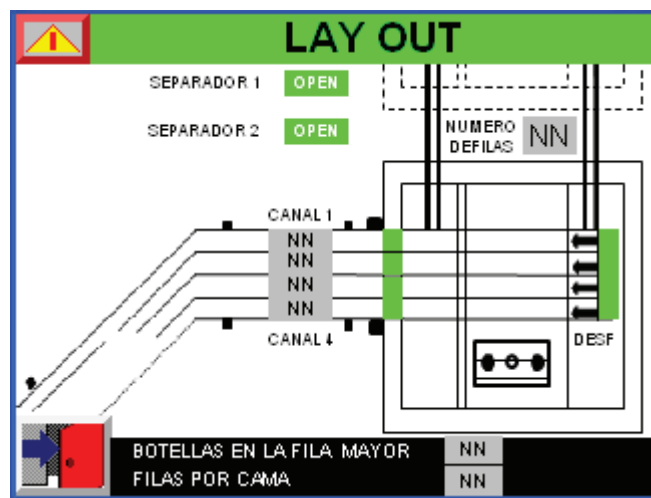 LAY OUT
SEPARADOR 1 OPEN
SEPARADOR 2 OPEN
NUMERO
DEFILAS NN
CANAL 1
NN
NN
NN
NN
CANAL 4
DESF
BOTELLAS EN LA FILA MAYOR NN
FILAS POR CAMA NN